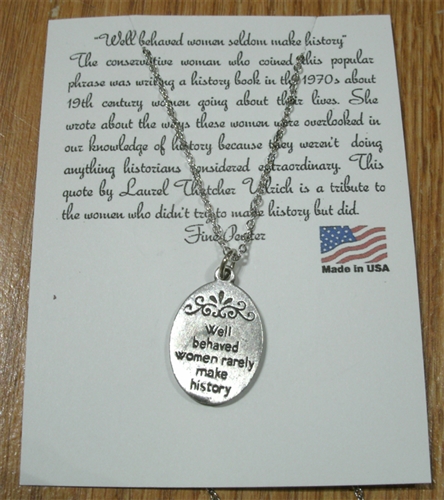 "Well behaved women seldom make history"
The conservative woman who coined this popular
phrase was writing a history book in the 1970s about
19th century women going about their lives. She
wrote about the ways these women were overlooked in
our knowledge of history because they weren't doing
anything historians considered extraordinary. This
quote by Laurel Thatcher Ulrich is a tribute to
the women who didn't try to make history but did.
Fine Pewter
Made in USA
Well
behaved
women rarely
make
history